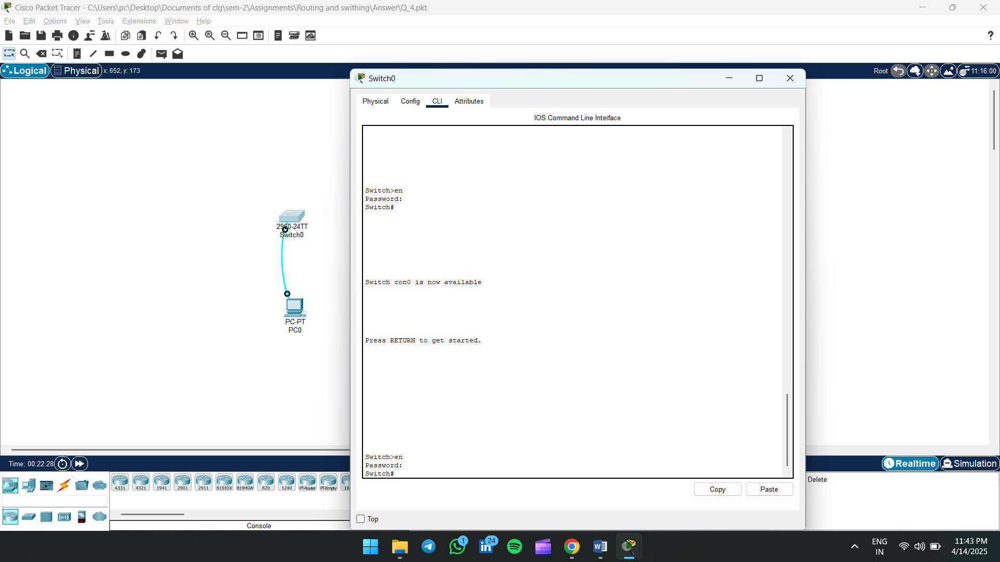 Cisco Packet Tracer - C:\Users\pc\Desktop\Documents of clg\sem-2\Assignments\Routing and swithing\Answer\Q_4.pkt
File Edit Options View Tools Extensions Window Help
?
Logical Physical x: 652, y: 173 Root 11:16:00
Switch0
Physical Config CLI Attributes
IOS Command Line Interface
Switch>en
Password:
Switch#
Switch con0 is now available
Press RETURN to get started.
Switch>en
Password:
Switch#
Copy Paste
Top
2960-24TT
Switch0
PC-PT
PC0
Time: 00:22:28 Realtime Simulation
4331 4321 1941 2901 2911 819IOX 819HGW 829 1240 PT-Router PT-Empty 18
Delete
Console
1
24
ENG
IN
11:43 PM
4/14/2025